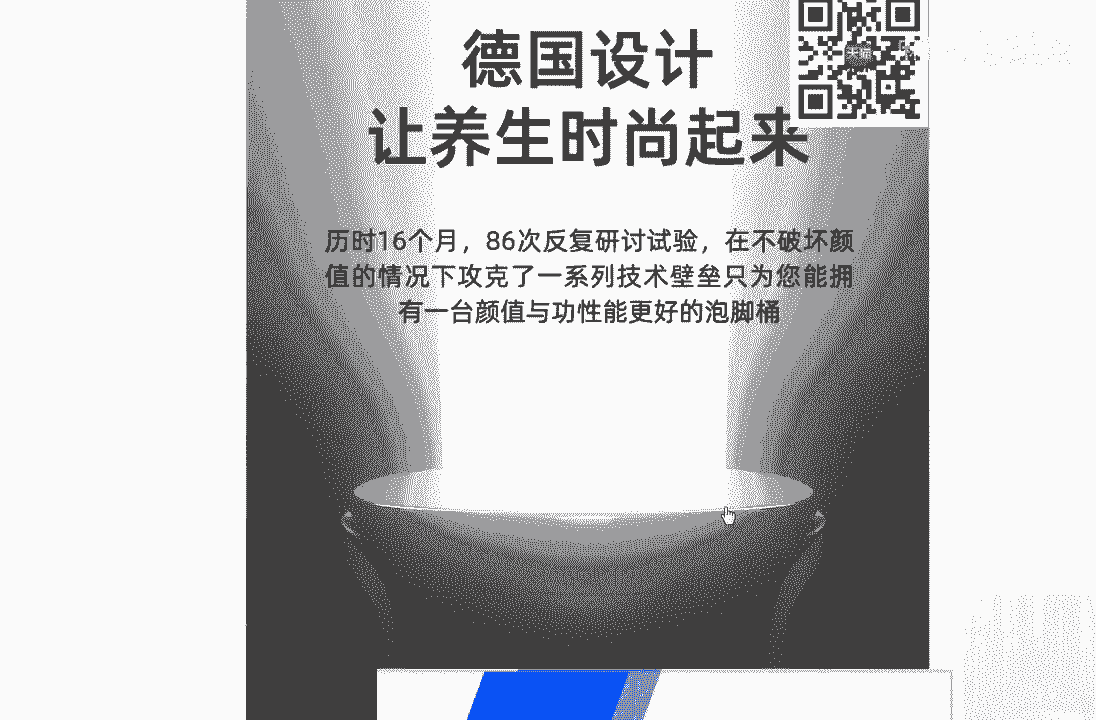 德国设计
让养生时尚起来
天猫
历时16个月，86次反复研讨试验，在不破坏颜
值的情况下攻克了一系列技术壁垒只为您能拥
有一台颜值与功性能更好的泡脚桶